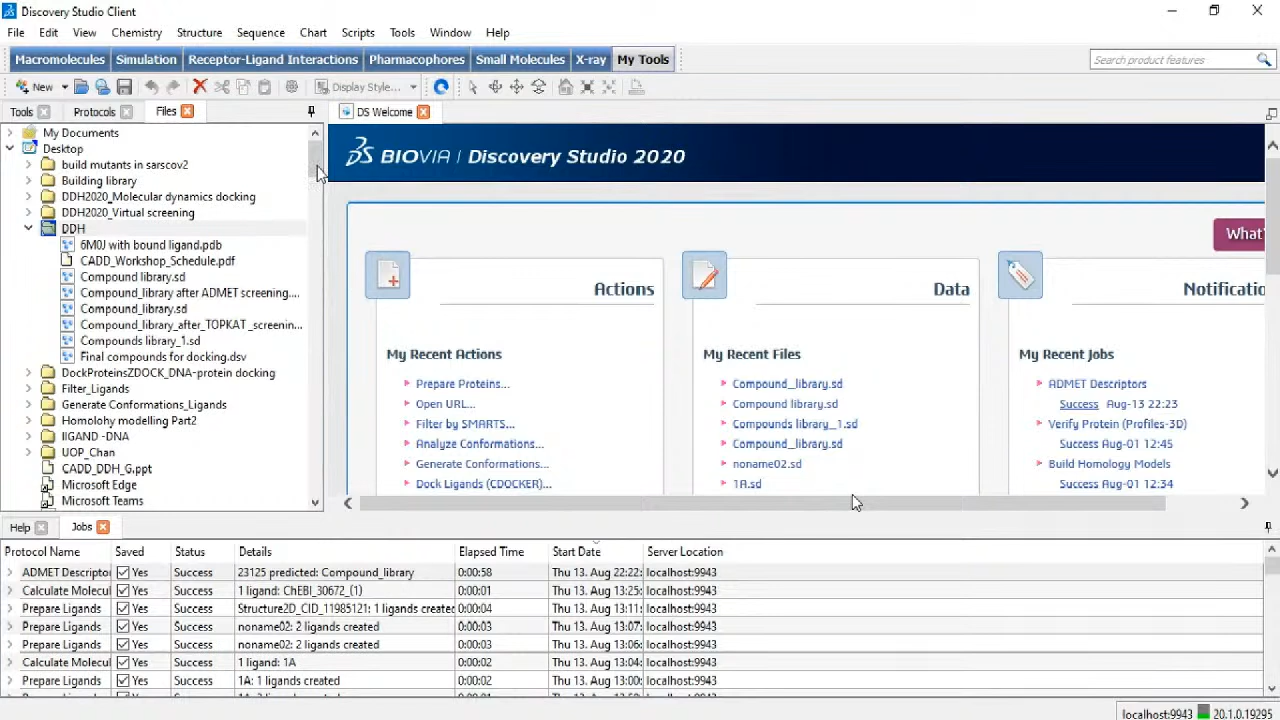 Discovery Studio Client
File Edit View Chemistry Structure Sequence Chart Scripts Tools Window Help
Macromolecules Simulation Receptor-Ligand Interactions Pharmacophores Small Molecules X-ray My Tools Search product features
New Display Style...
Tools Protocols Files DS Welcome
My Documents
Desktop
build mutants in sarscov2
Building library
DDH2020_Molecular dynamics docking
DDH2020_Virtual screening
DDH
6M0J with bound ligand.pdb
CADD_Workshop_Schedule.pdf
Compound library.sd
Compound_library after ADMET screening....
Compound_library.sd
Compound_library_after_TOPKAT_screenin...
Compounds library_1.sd
Final compounds for docking.dsv
DockProteinsZDOCK_DNA-protein docking
Filter_Ligands
Generate Conformations_Ligands
Homolohy modelling Part2
lIGAND -DNA
UOP_Chan
CADD_DDH_G.ppt
Microsoft Edge
Microsoft Teams
BIOVIA | Discovery Studio 2020
What'
Actions
My Recent Actions
Prepare Proteins...
Open URL...
Filter by SMARTS...
Analyze Conformations...
Generate Conformations...
Dock Ligands (CDOCKER)...
Data
My Recent Files
Compound_library.sd
Compound library.sd
Compounds library_1.sd
Compound_library.sd
noname02.sd
1A.sd
Notificatio
My Recent Jobs
ADMET Descriptors
Success Aug-13 22:23
Verify Protein (Profiles-3D)
Success Aug-01 12:45
Build Homology Models
Success Aug-01 12:34
Help Jobs
Protocol Name Saved Status Details Elapsed Time Start Date Server Location
ADMET Descriptor Yes Success 23125 predicted: Compound_library 0:00:58 Thu 13. Aug 22:22: localhost:9943
Calculate Molecul Yes Success 1 ligand: ChEBI_30672_(1) 0:00:01 Thu 13. Aug 13:25: localhost:9943
Prepare Ligands Yes Success Structure2D_CID_11985121: 1 ligands created 0:00:04 Thu 13. Aug 13:11: localhost:9943
Prepare Ligands Yes Success noname02: 2 ligands created 0:00:03 Thu 13. Aug 13:07: localhost:9943
Prepare Ligands Yes Success noname02: 2 ligands created 0:00:03 Thu 13. Aug 13:06: localhost:9943
Calculate Molecul Yes Success 1 ligand: 1A 0:00:02 Thu 13. Aug 13:04: localhost:9943
Prepare Ligands Yes Success 1A: 1 ligands created 0:00:02 Thu 13. Aug 13:00: localhost:9943
localhost:9943 20.1.0.19295